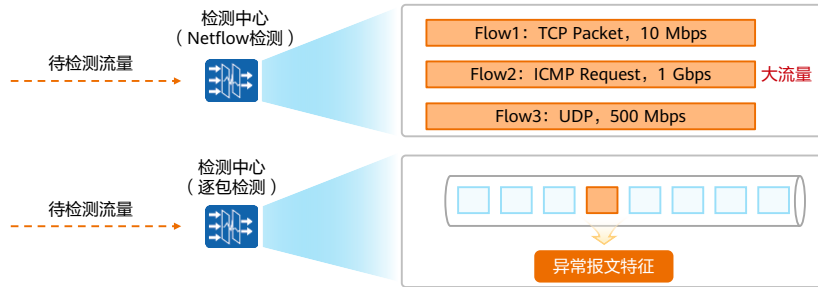 检测中心
（Netflow检测）
待检测流量
Flow1：TCP Packet，10 Mbps
Flow2：ICMP Request，1 Gbps
大流量
Flow3：UDP，500 Mbps
检测中心
（逐包检测）
待检测流量
异常报文特征